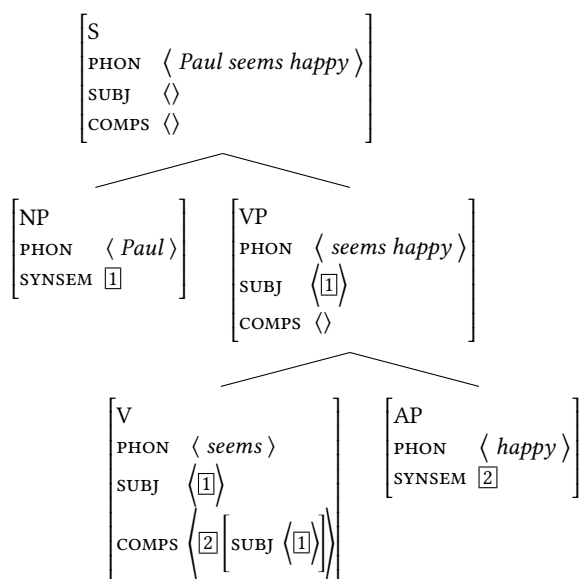 S
PHON ⟨ Paul seems happy ⟩
SUBJ ⟨⟩
COMPS ⟨⟩
NP
PHON ⟨ Paul ⟩
SYNSEM 1
VP
PHON ⟨ seems happy ⟩
SUBJ ⟨1⟩
COMPS ⟨⟩
V
PHON ⟨ seems ⟩
SUBJ ⟨1⟩
COMPS ⟨2[SUBJ ⟨1⟩]⟩
AP
PHON ⟨ happy ⟩
SYNSEM 2